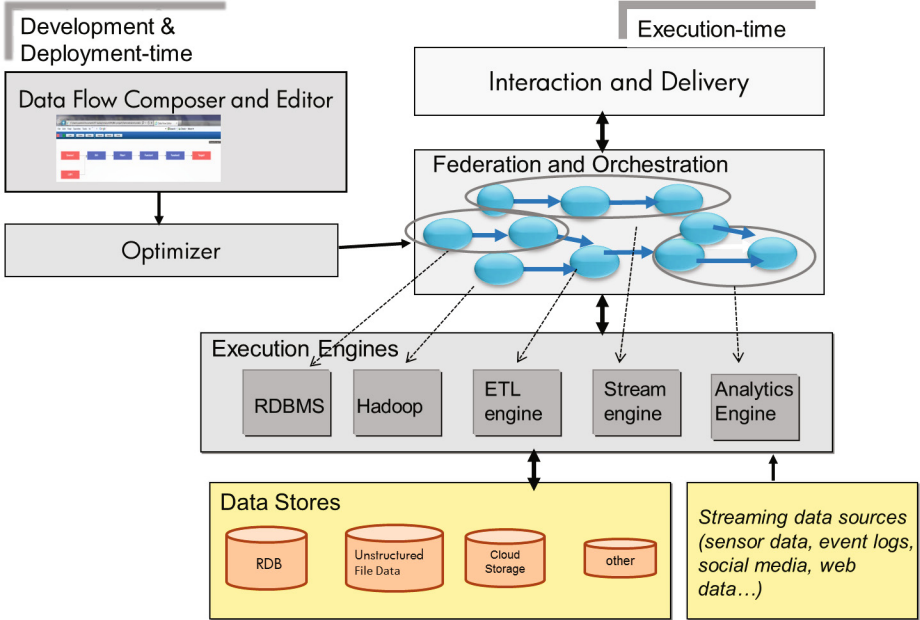 Development &
Deployment-time
Execution-time
Data Flow Composer and Editor
Interaction and Delivery
Federation and Orchestration
Optimizer
Execution Engines
RDBMS
Hadoop
ETL
engine
Stream
engine
Analytics
Engine
Data Stores
RDB
Unstructured
File Data
Cloud
Storage
other
Streaming data sources
(sensor data, event logs,
social media, web
data…)